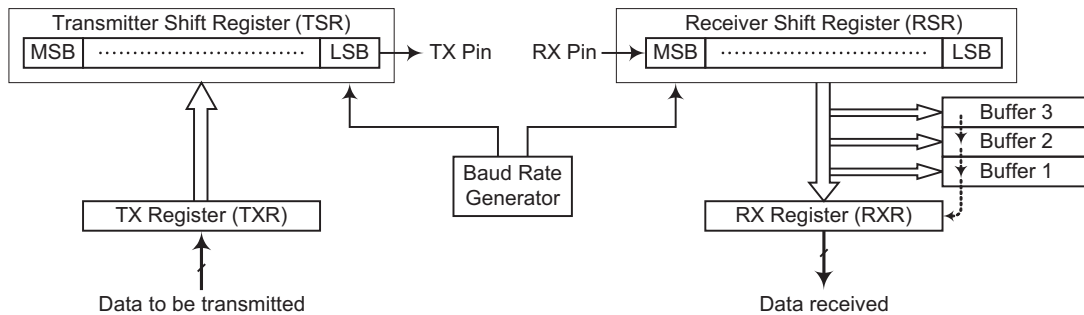 Transmitter Shift Register (TSR)
MSB
LSB
TX Pin
RX Pin
Receiver Shift Register (RSR)
MSB
LSB
Buffer 3
Buffer 2
Buffer 1
Baud Rate
Generator
TX Register (TXR)
RX Register (RXR)
Data to be transmitted
Data received